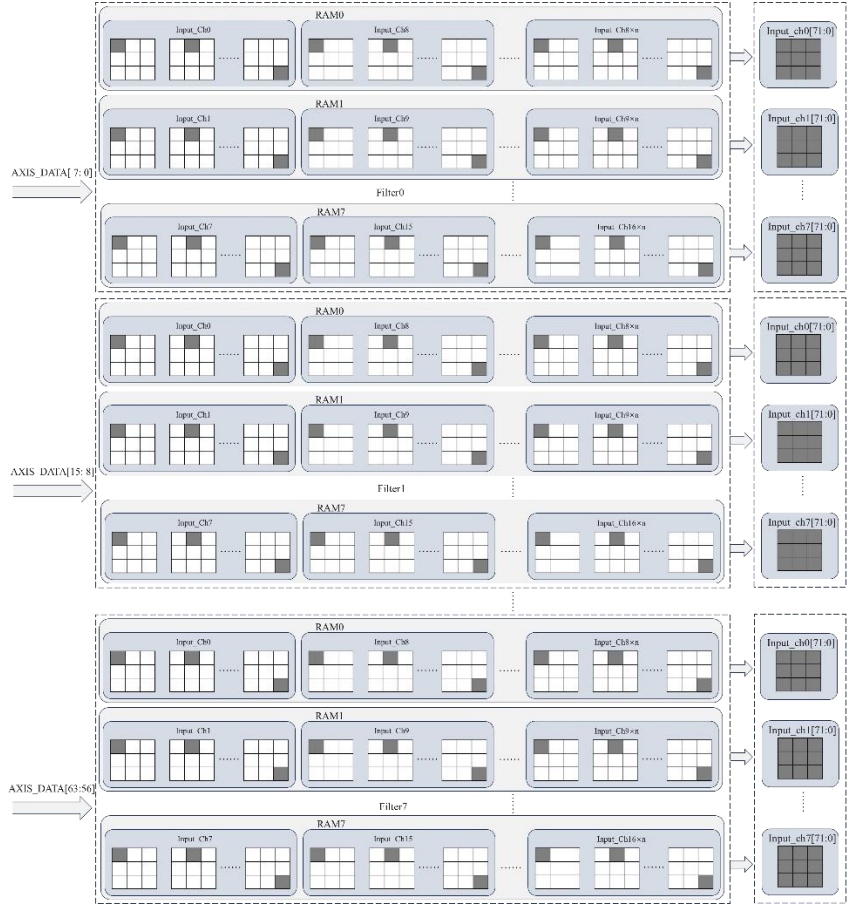 RAM0
Input_Ch0 Input_Ch8 Input_Ch8×n
...... ...... ...... ......
Input_ch0[71:0]
RAM1
Input_Ch1 Input_Ch9 Input_Ch9×n
...... ...... ...... ......
Input_ch1[71:0]
AXIS_DATA[ 7: 0]
Filter0
RAM7
Input_Ch7 Input_Ch15 Input_Ch16×n
...... ...... ...... ......
Input_ch7[71:0]
RAM0
Input_Ch0 Input_Ch8 Input_Ch8×n
...... ...... ...... ......
Input_ch0[71:0]
RAM1
Input_Ch1 Input_Ch9 Input_Ch9×n
...... ...... ...... ......
Input_ch1[71:0]
AXIS_DATA[15: 8]
Filter1
RAM7
Input_Ch7 Input_Ch15 Input_Ch16×n
...... ...... ...... ......
Input_ch7[71:0]
RAM0
Input_Ch0 Input_Ch8 Input_Ch8×n
...... ...... ...... ......
Input_ch0[71:0]
RAM1
Input_Ch1 Input_Ch9 Input_Ch9×n
...... ...... ...... ......
Input_ch1[71:0]
AXIS_DATA[63:56]
Filter7
RAM7
Input_Ch7 Input_Ch15 Input_Ch16×n
...... ...... ...... ......
Input_ch7[71:0]